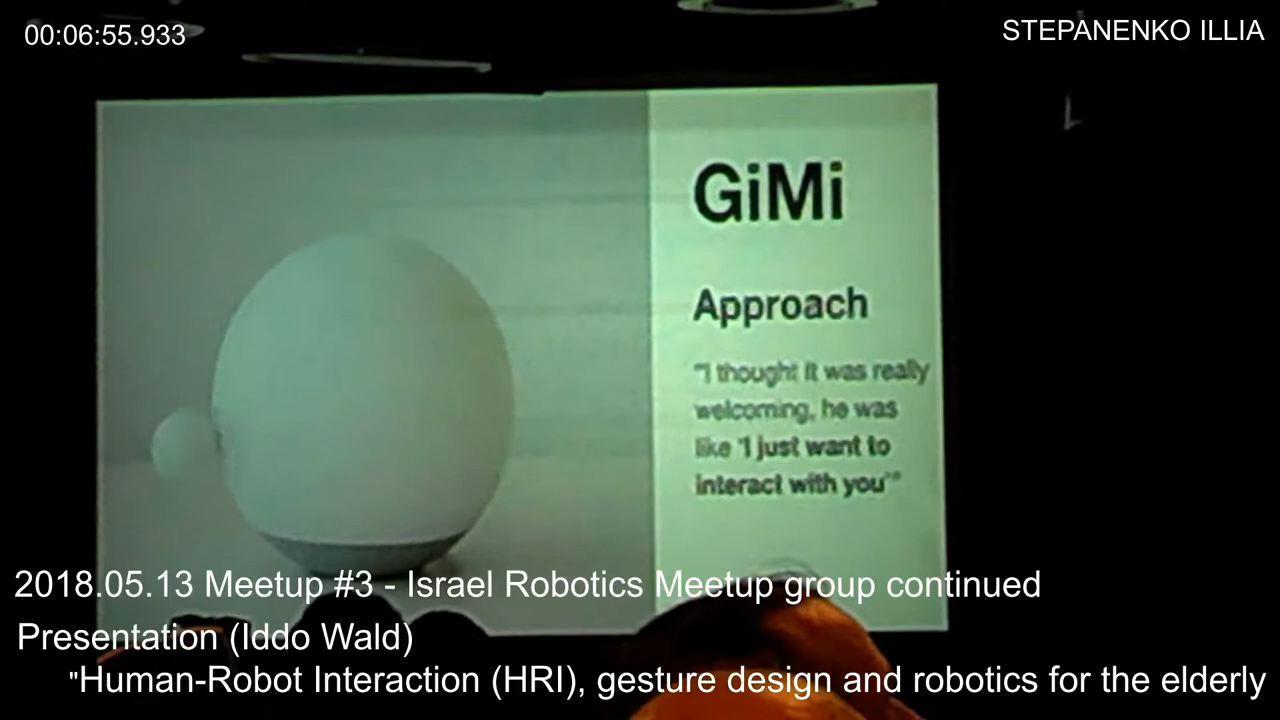 00:06:55.933
STEPANENKO ILLIA
GiMi
Approach
"I thought it was really
welcoming, he was
like 'I just want to
interact with you'"
2018.05.13 Meetup #3 - Israel Robotics Meetup group continued
Presentation (Iddo Wald)
"Human-Robot Interaction (HRI), gesture design and robotics for the elderly